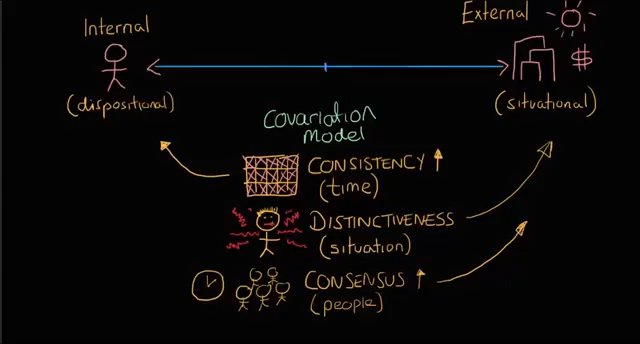 Internal
External
$
(dispositional)
(situational)
Covariation
Model
CONSISTENCY ↑
(time)
DISTINCTIVENESS
(situation)
CONSENSUS ↑
(people)